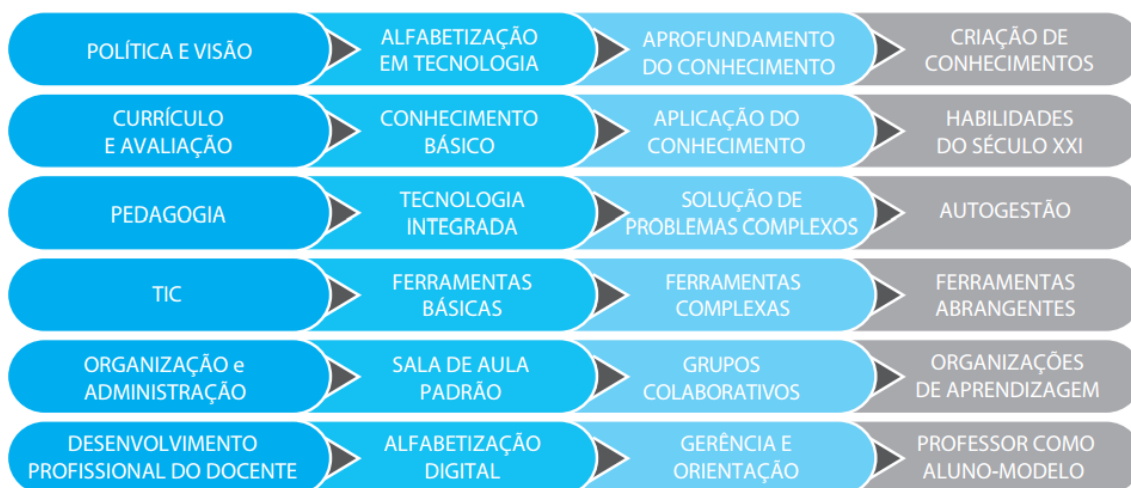 POLÍTICA E VISÃO
ALFABETIZAÇÃO
EM TECNOLOGIA
APROFUNDAMENTO
DO CONHECIMENTO
CRIAÇÃO DE
CONHECIMENTOS
CURRÍCULO
E AVALIAÇÃO
CONHECIMENTO
BÁSICO
APLICAÇÃO DO
CONHECIMENTO
HABILIDADES
DO SÉCULO XXI
PEDAGOGIA
TECNOLOGIA
INTEGRADA
SOLUÇÃO DE
PROBLEMAS COMPLEXOS
AUTOGESTÃO
TIC
FERRAMENTAS
BÁSICAS
FERRAMENTAS
COMPLEXAS
FERRAMENTAS
ABRANGENTES
ORGANIZAÇÃO e
ADMINISTRAÇÃO
SALA DE AULA
PADRÃO
GRUPOS
COLABORATIVOS
ORGANIZAÇÕES
DE APRENDIZAGEM
DESENVOLVIMENTO
PROFISSIONAL DO DOCENTE
ALFABETIZAÇÃO
DIGITAL
GERÊNCIA E
ORIENTAÇÃO
PROFESSOR COMO
ALUNO-MODELO